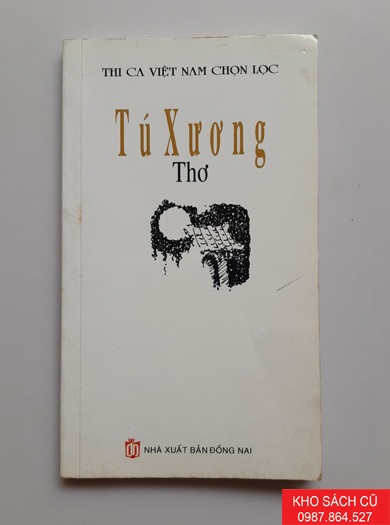 THI CA VIỆT NAM CHỌN LỌC
Tú Xương
Thơ
NHÀ XUẤT BẢN ĐỒNG NAI
KHO SÁCH CŨ
0987.864.527